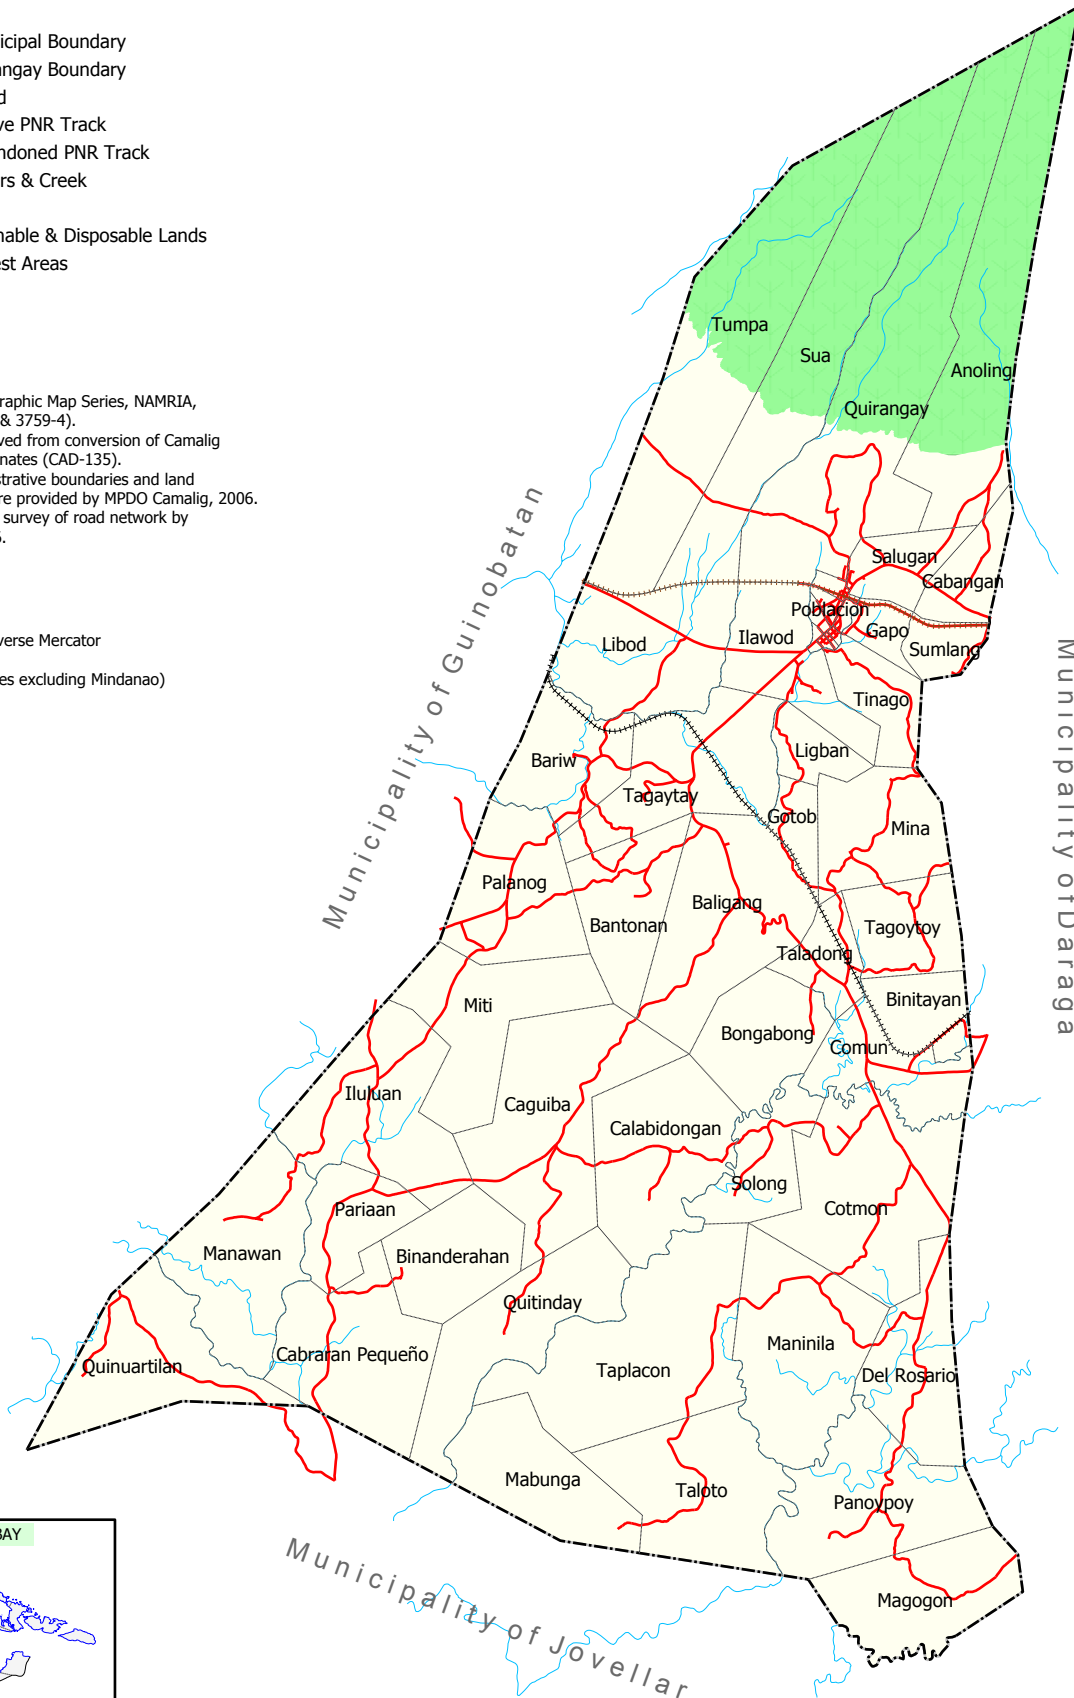 icipal Boundary
angay Boundary
d
ve PNR Track
ndoned PNR Track
rs & Creek
nable & Disposable Lands
est Areas
raphic Map Series, NAMRIA,
& 3759-4).
ved from conversion of Camalig
nates (CAD-135).
strative boundaries and land
re provided by MPDO Camalig, 2006.
survey of road network by
6.
verse Mercator
es excluding Mindanao)
Tumpa
Sua
Anoling
Quirangay
Municipality of Guinobatan
Salugan
Cabangan
Poblacion
Gapo
Ilawod
Libod
Sumlang
Municipality of Daraga
Tinago
Ligban
Bariw
Tagaytay
Gotob
Mina
Palanog
Baligang
Bantonan
Tagoytoy
Taladong
Binitayan
Miti
Bongabong
Comun
Iluluan
Caguiba
Calabidongan
Solong
Pariaan
Cotmon
Manawan
Binanderahan
Quitinday
Maninila
Cabraran Pequeño
Quinuartilan
Taplacon
Del Rosario
Mabunga
Taloto
Panoypoy
BAY
Municipality of Jovellar
Magogon